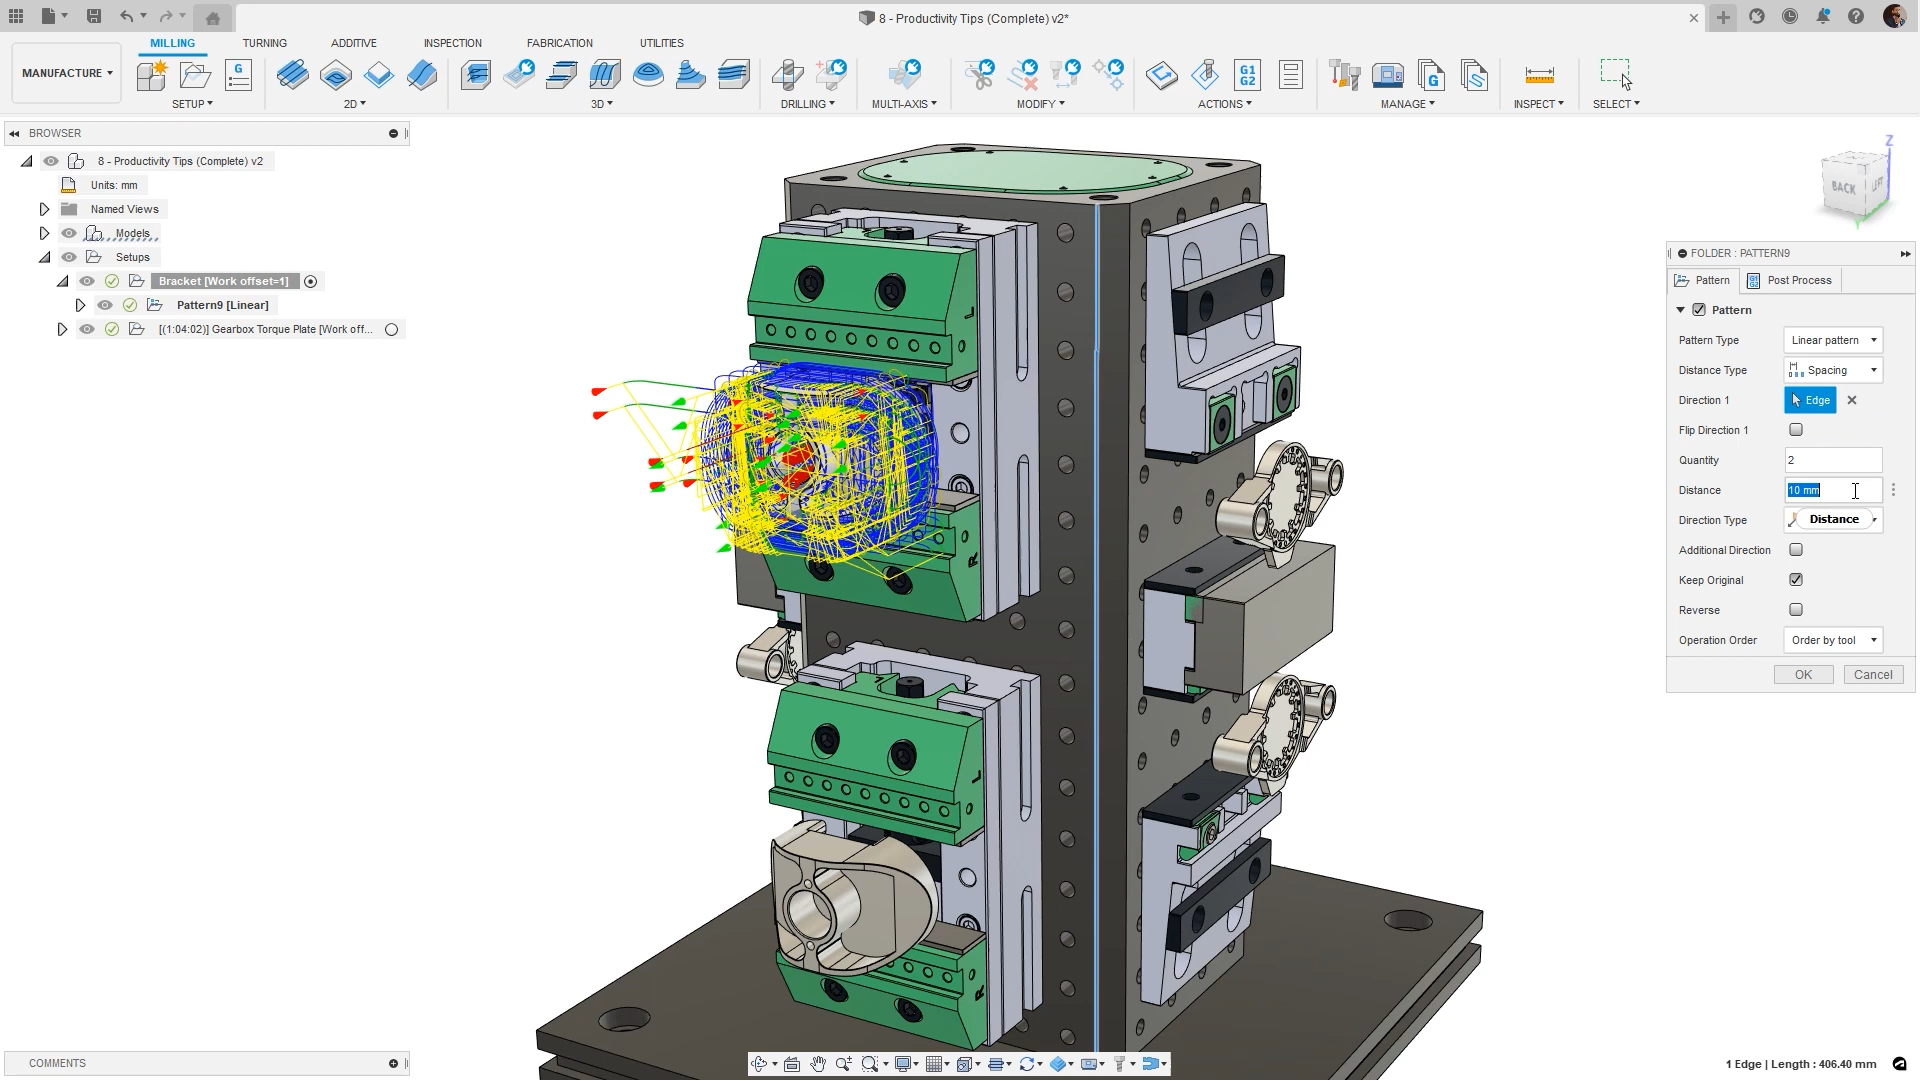 8 - Productivity Tips (Complete) v2*
MANUFACTURE
MILLING
TURNING
ADDITIVE
INSPECTION
FABRICATION
UTILITIES
G
G1
G2
G
SETUP
2D
3D
DRILLING
MULTI-AXIS
MODIFY
ACTIONS
MANAGE
INSPECT
SELECT
BROWSER
8 - Productivity Tips (Complete) v2
Units: mm
Named Views
Models
Setups
Bracket [Work offset=1]
Pattern9 [Linear]
[(1:04:02)] Gearbox Torque Plate [Work off...
Z
BACK
LEFT
Y
L
R
L
R
FOLDER : PATTERN9
Pattern
G1
G2
Post Process
Pattern
Pattern Type
Linear pattern
Distance Type
Spacing
Direction 1
Edge
Flip Direction 1
Quantity
2
Distance
10 mm
Direction Type
Distance
Additional Direction
Keep Original
Reverse
Operation Order
Order by tool
OK
Cancel
COMMENTS
1 Edge | Length : 406.40 mm